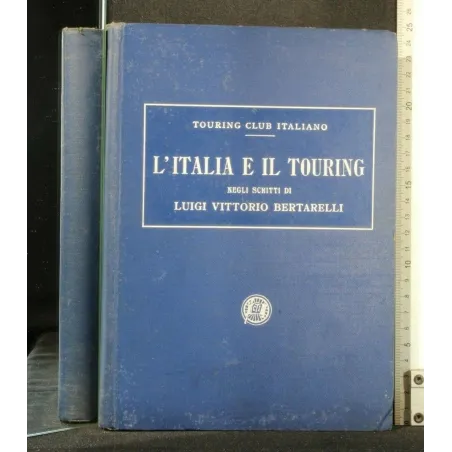 TOURING CLUB ITALIANO
L'ITALIA E IL TOURING
NEGLI SCRITTI DI
LUIGI VITTORIO BERTARELLI